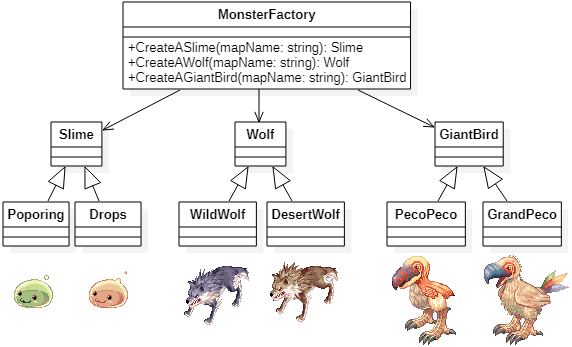 MonsterFactory
+CreateASlime(mapName: string): Slime
+CreateAWolf(mapName: string): Wolf
+CreateAGiantBird(mapName: string): GiantBird
Slime
Wolf
GiantBird
Poporing
Drops
WildWolf
DesertWolf
PecoPeco
GrandPeco